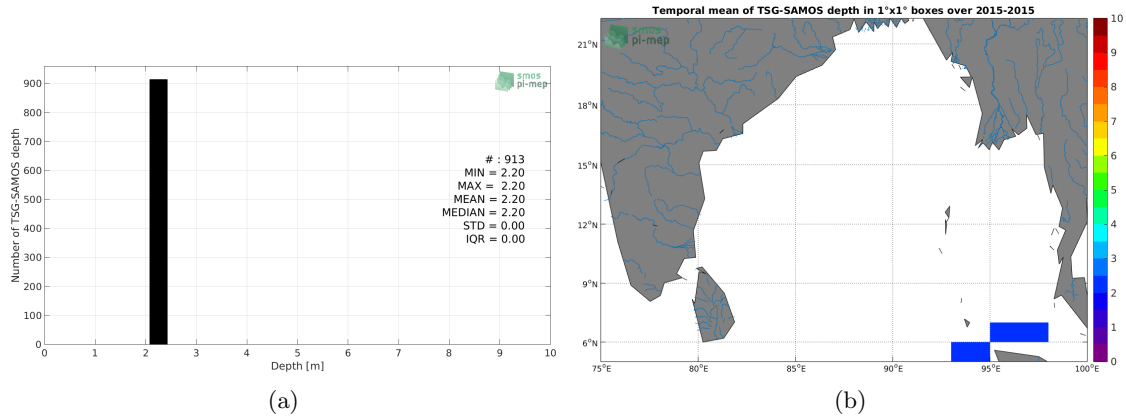 smos
pi-mep
Number of TSG-SAMOS depth
900
800
700
600
500
400
300
200
100
0
# : 913
MIN = 2.20
MAX = 2.20
MEAN = 2.20
MEDIAN = 2.20
STD = 0.00
IQR = 0.00
0 1 2 3 4 5 6 7 8 9 10
Depth [m]
(a)
Temporal mean of TSG-SAMOS depth in 1°x1° boxes over 2015-2015
smos
pi-mep
21°N
18°N
15°N
12°N
9°N
6°N
75°E 80°E 85°E 90°E 95°E 100°E
10
9
8
7
6
5
4
3
2
1
0
(b)